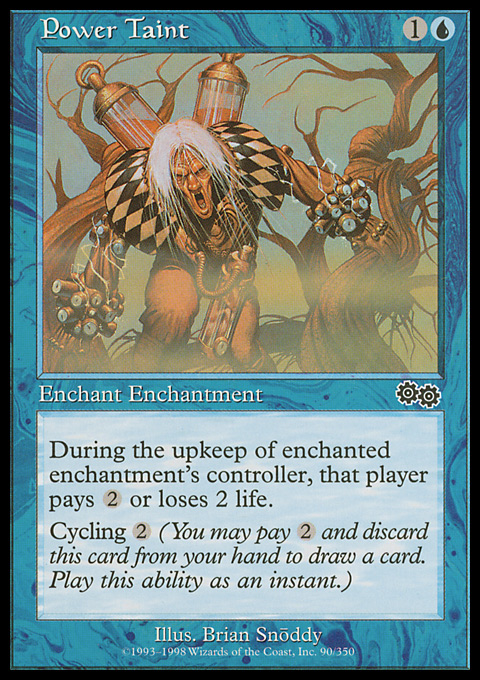 Power Taint 1
Enchant Enchantment
During the upkeep of enchanted
enchantment's controller, that player
pays 2 or loses 2 life.
Cycling 2 (You may pay 2 and discard
this card from your hand to draw a card.
Play this ability as an instant.)
Illus. Brian Snōddy
©1993–1998 Wizards of the Coast, Inc. 90/350